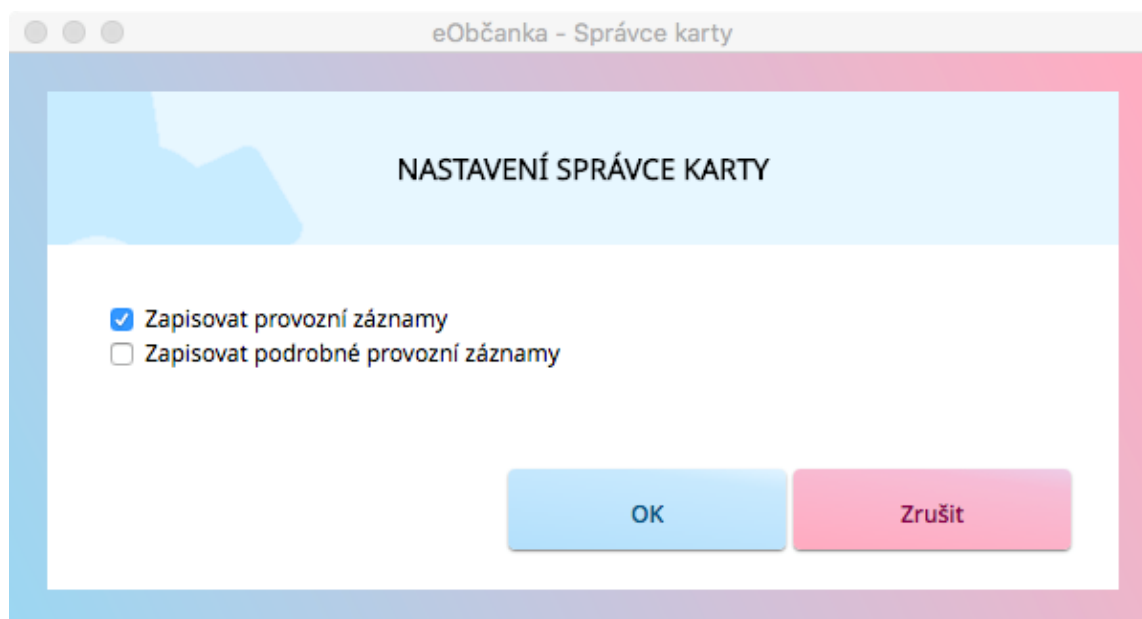 eObčanka - Správce karty
NASTAVENÍ SPRÁVCE KARTY
Zapisovat provozní záznamy
Zapisovat podrobné provozní záznamy
OK
Zrušit